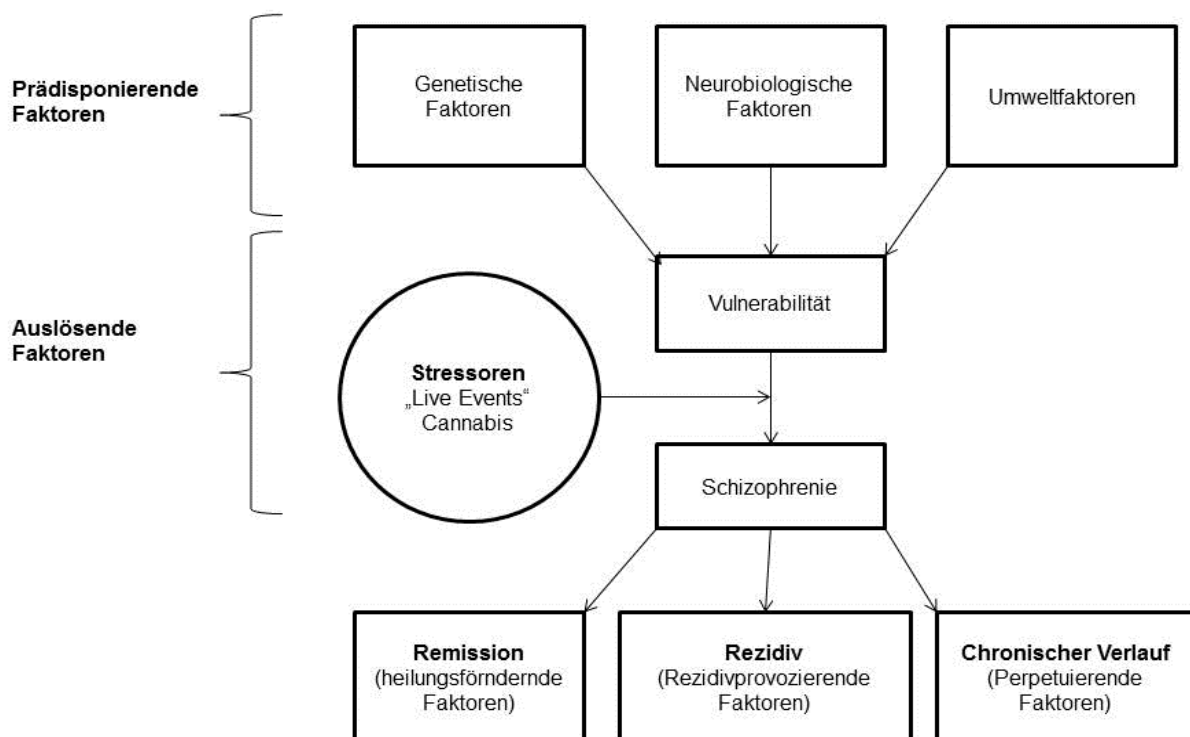 Prädisponierende
Faktoren
Genetische
Faktoren
Neurobiologische
Faktoren
Umweltfaktoren
Auslösende
Faktoren
Vulnerabilität
Stressoren
„Live Events“
Cannabis
Schizophrenie
Remission
(heilungsförndernde
Faktoren)
Rezidiv
(Rezidivprovozierende
Faktoren)
Chronischer Verlauf
(Perpetuierende
Faktoren)